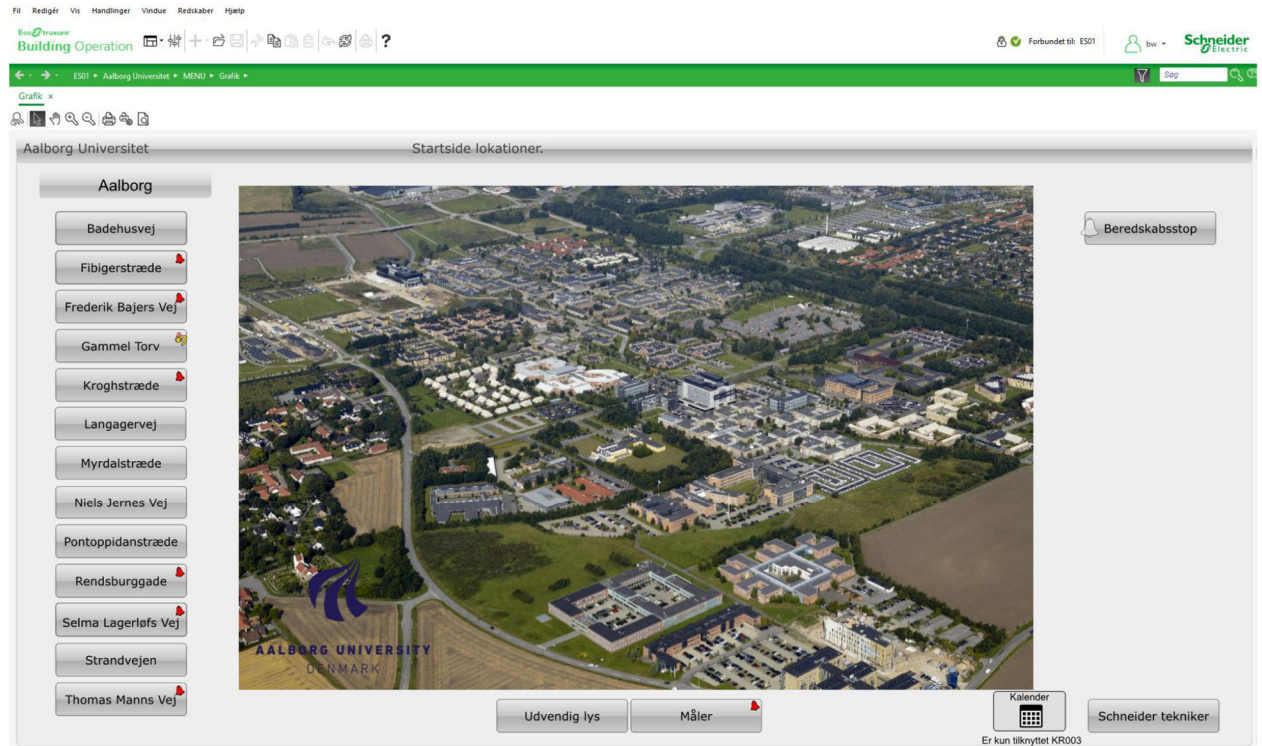 Fil Redigér Vis Handlinger Vindue Redskaber Hjælp
EcoStruxure
Building Operation
?
Forbundet til: ES01
bw
Schneider
Electric
ES01 Aalborg Universitet MENU Grafik
Søg
Grafik ×
Aalborg Universitet
Startside lokationer.
Aalborg
Badehusvej
Fibigerstræde
Frederik Bajers Vej
Gammel Torv
Kroghstræde
Langagervej
Myrdalstræde
Niels Jernes Vej
Pontoppidanstræde
Rendsburggade
Selma Lagerløfs Vej
Strandvejen
Thomas Manns Vej
Beredskabsstop
AALBORG UNIVERSITY
DENMARK
Udvendig lys
Måler
Kalender
Er kun tilknyttet KR003
Schneider tekniker